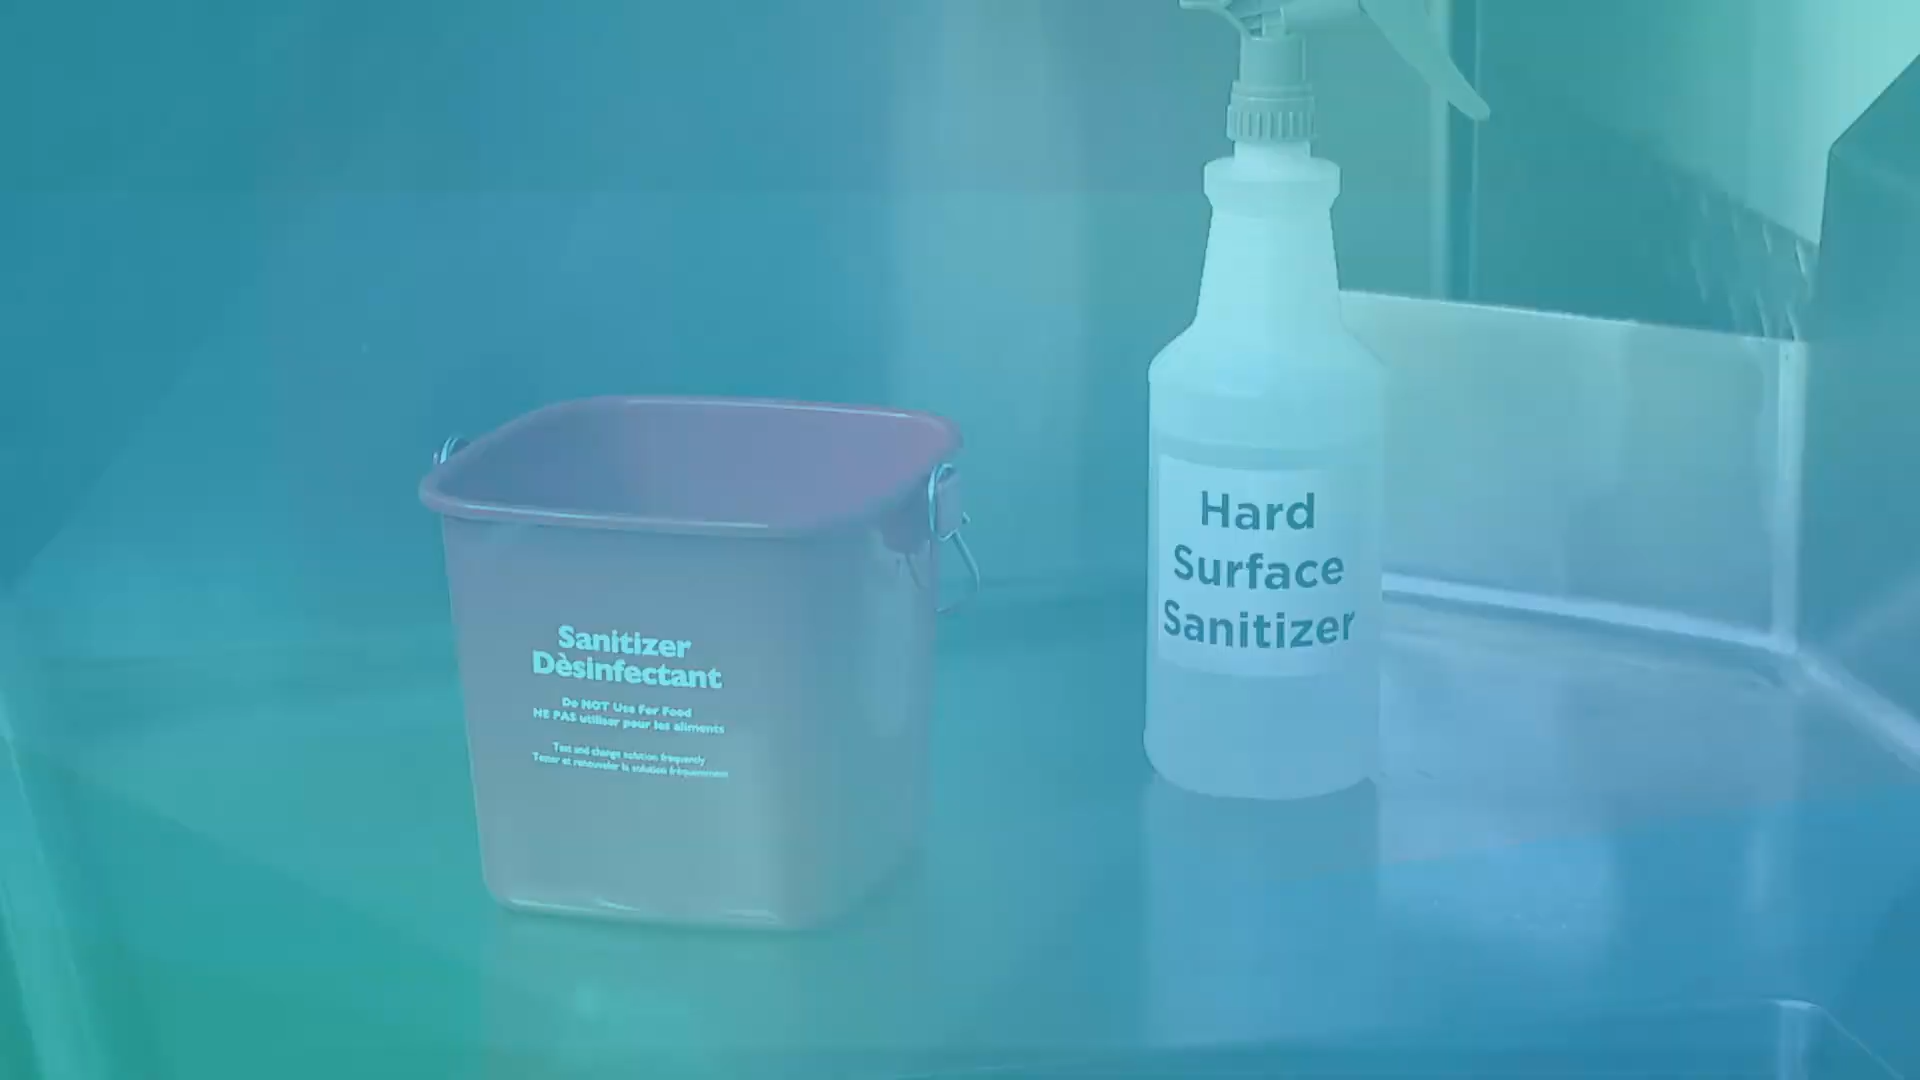 Sanitizer
Dèsinfectant
Do NOT Use For Food
NE PAS utiliser pour les aliments
Test and change solution frequently
Tester et renouveler la solution fréquemment
Hard
Surface
Sanitizer